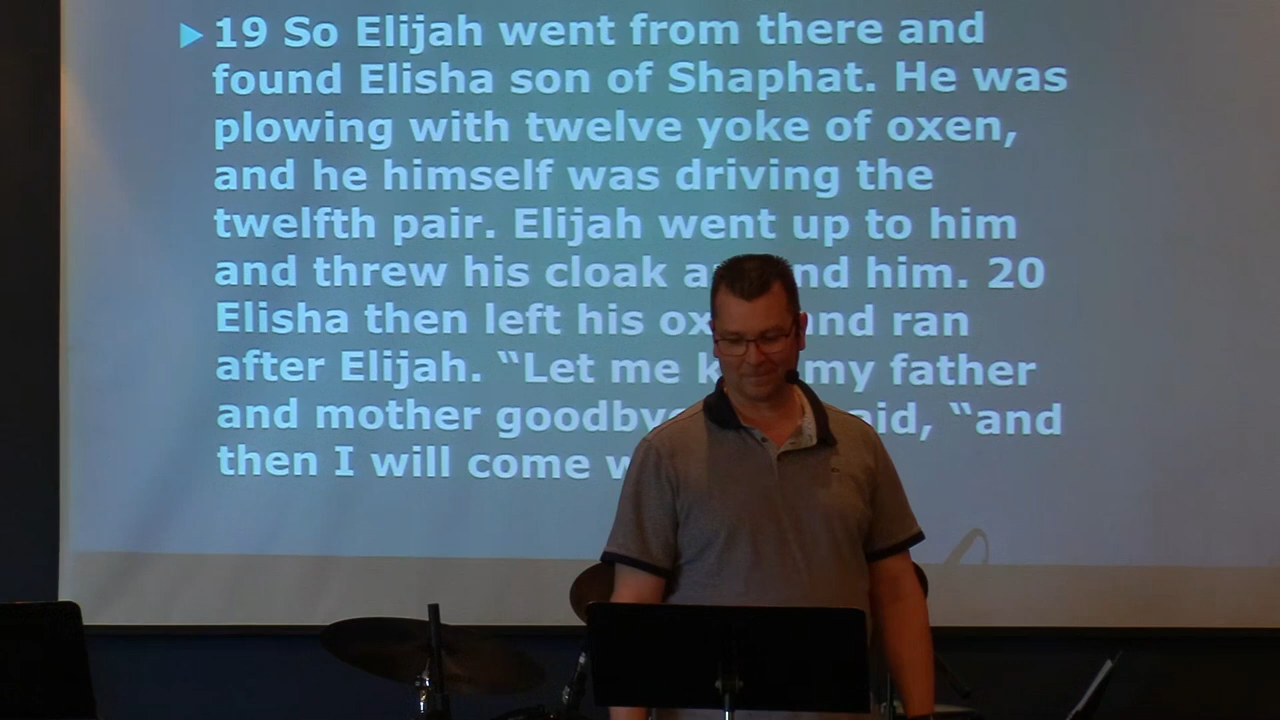 19 So Elijah went from there and
found Elisha son of Shaphat. He was
plowing with twelve yoke of oxen,
and he himself was driving the
twelfth pair. Elijah went up to him
and threw his cloak a nd him. 20
Elisha then left his ox and ran
after Elijah. “Let me k my father
and mother goodby aid, “and
then I will come w